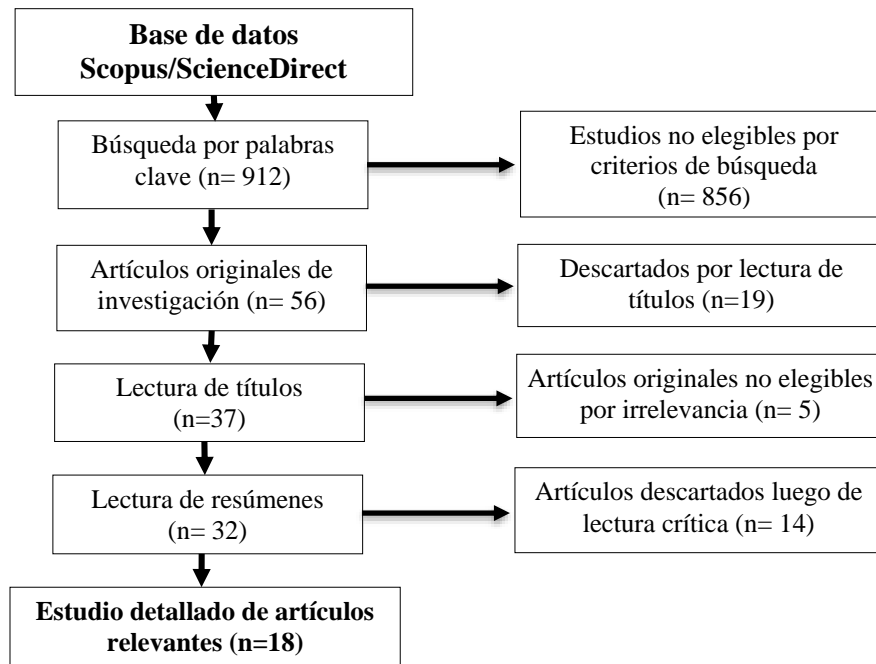 Base de datos
Scopus/ScienceDirect
Búsqueda por palabras
clave (n= 912)
Estudios no elegibles por
criterios de búsqueda
(n= 856)
Artículos originales de
investigación (n= 56)
Descartados por lectura de
títulos (n=19)
Lectura de títulos
(n=37)
Artículos originales no elegibles
por irrelevancia (n= 5)
Lectura de resúmenes
(n= 32)
Artículos descartados luego de
lectura crítica (n= 14)
Estudio detallado de artículos
relevantes (n=18)